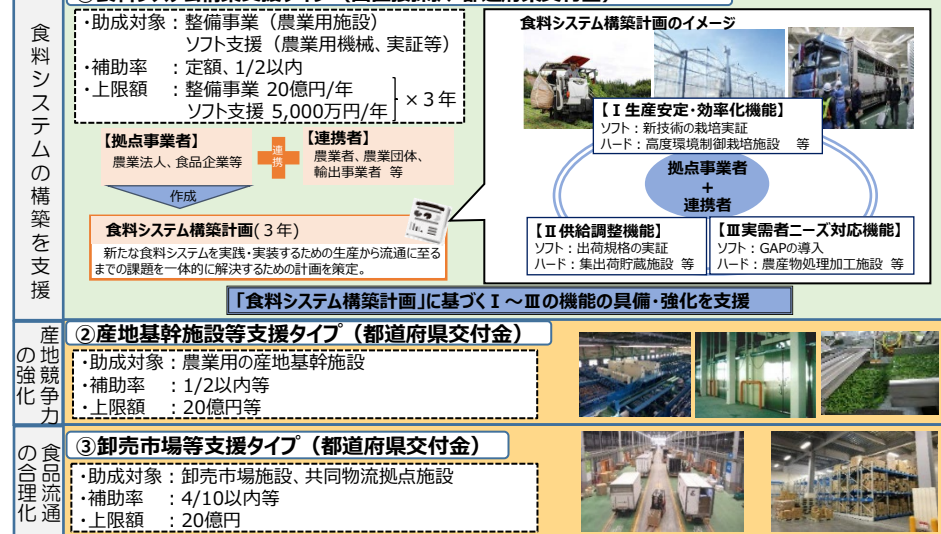 食料システムの構築を支援
・助成対象：整備事業（農業用施設）
ソフト支援（農業用機械、実証等）
・補助率　：定額、1/2以内
・上限額　：整備事業 20億円/年
ソフト支援 5,000万円/年
×３年
【拠点事業者】
農業法人、食品企業等
連携
【連携者】
農業者、農業団体、
輸出事業者 等
作成
食料システム構築計画(３年)
新たな食料システムを実践・実装するための生産から流通に至る
までの課題を一体的に解決するための計画を策定。
食料システム構築計画のイメージ
【Ⅰ生産安定・効率化機能】
ソフト：新技術の栽培実証
ハード：高度環境制御栽培施設　等
拠点事業者
＋
連携者
【Ⅱ供給調整機能】
ソフト：出荷規格の実証
ハード：集出荷貯蔵施設 等
【Ⅲ実需者ニーズ対応機能】
ソフト：GAPの導入
ハード：農産物処理加工施設 等
「食料システム構築計画」に基づくⅠ～Ⅲの機能の具備・強化を支援
産地競争力
の強化
②産地基幹施設等支援タイプ（都道府県交付金）
・助成対象：農業用の産地基幹施設
・補助率　：1/2以内等
・上限額　：20億円等
食品流通
の合理化
③卸売市場等支援タイプ（都道府県交付金）
・助成対象：卸売市場施設、共同物流拠点施設
・補助率　：4/10以内等
・上限額　：20億円